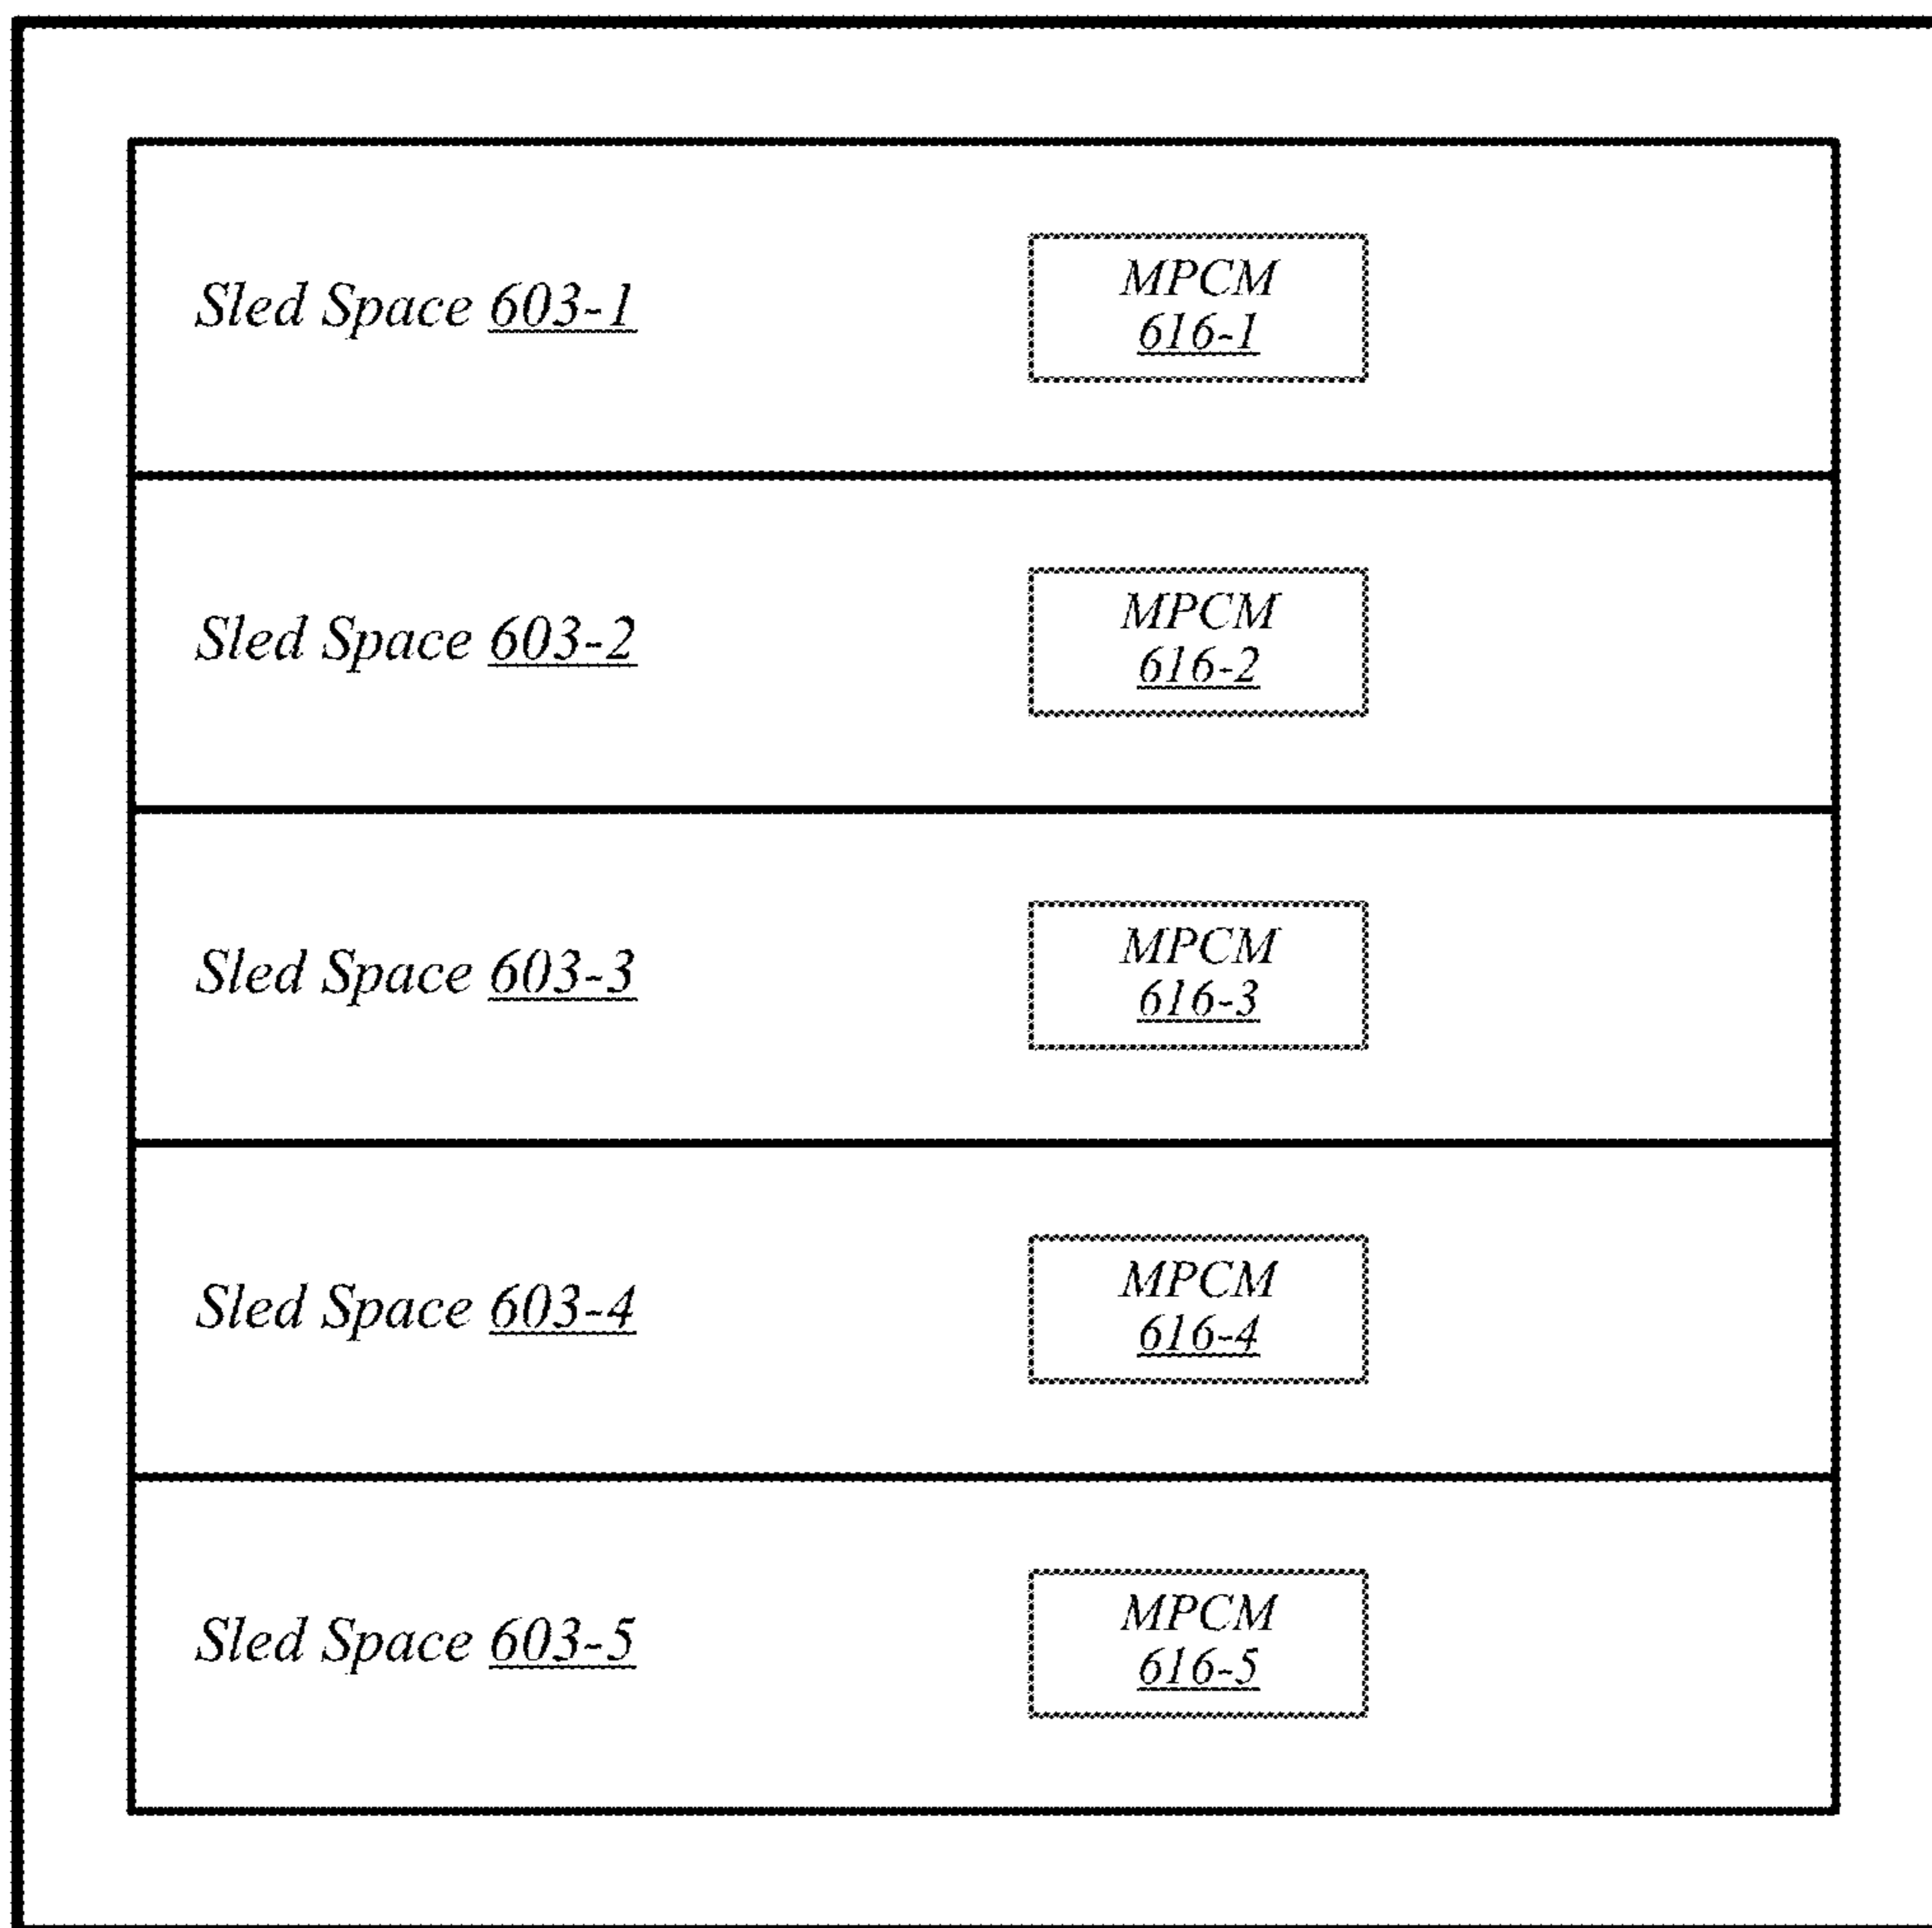 Sled Space 603-1
MPCM
616-1
Sled Space 603-2
MPCM
616-2
Sled Space 603-3
MPCM
616-3
Sled Space 603-4
MPCM
616-4
Sled Space 603-5
MPCM
616-5